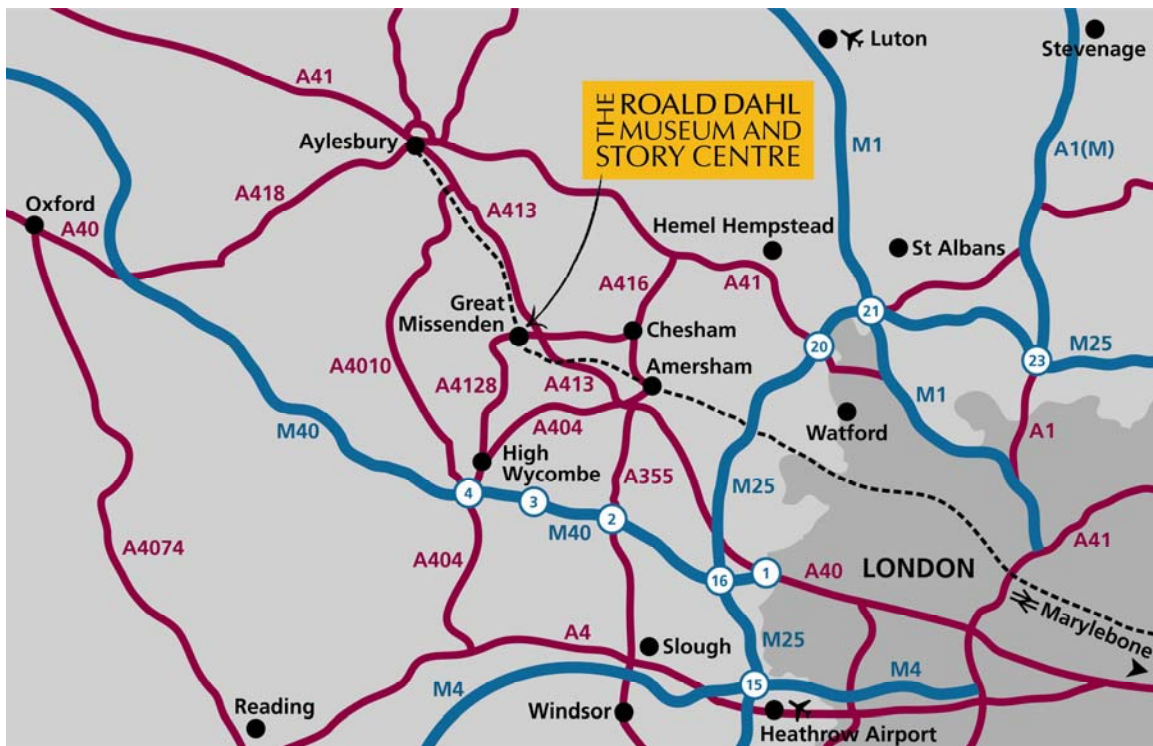 Luton
Stevenage
A41
THE
ROALD DAHL
MUSEUM AND
STORY CENTRE
Aylesbury
M1
A1(M)
A418
A413
Oxford
A40
Hemel Hempstead
St Albans
A416
A41
Great
Missenden
Chesham
21
20
23
M25
A4010
A4128
A413
Amersham
M1
M40
A404
Watford
A1
High
Wycombe
A355
M25
4
3
2
M40
A4074
A404
16
1
A40
LONDON
A41
Marylebone
A4
Slough
M25
M4
15
M4
Reading
Windsor
Heathrow Airport